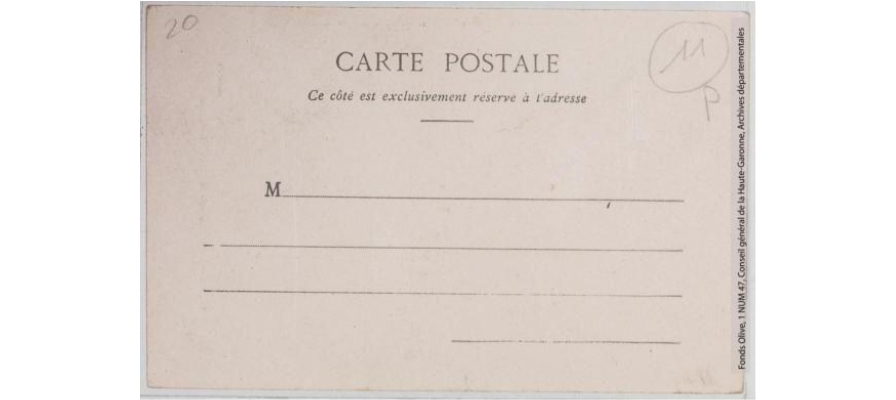 20
11
P
CARTE POSTALE
Ce côté est exclusivement réservé à l'adresse
M
Fonds Olive, 1 NUM 47, Conseil général de la Haute-Garonne, Archives départementales